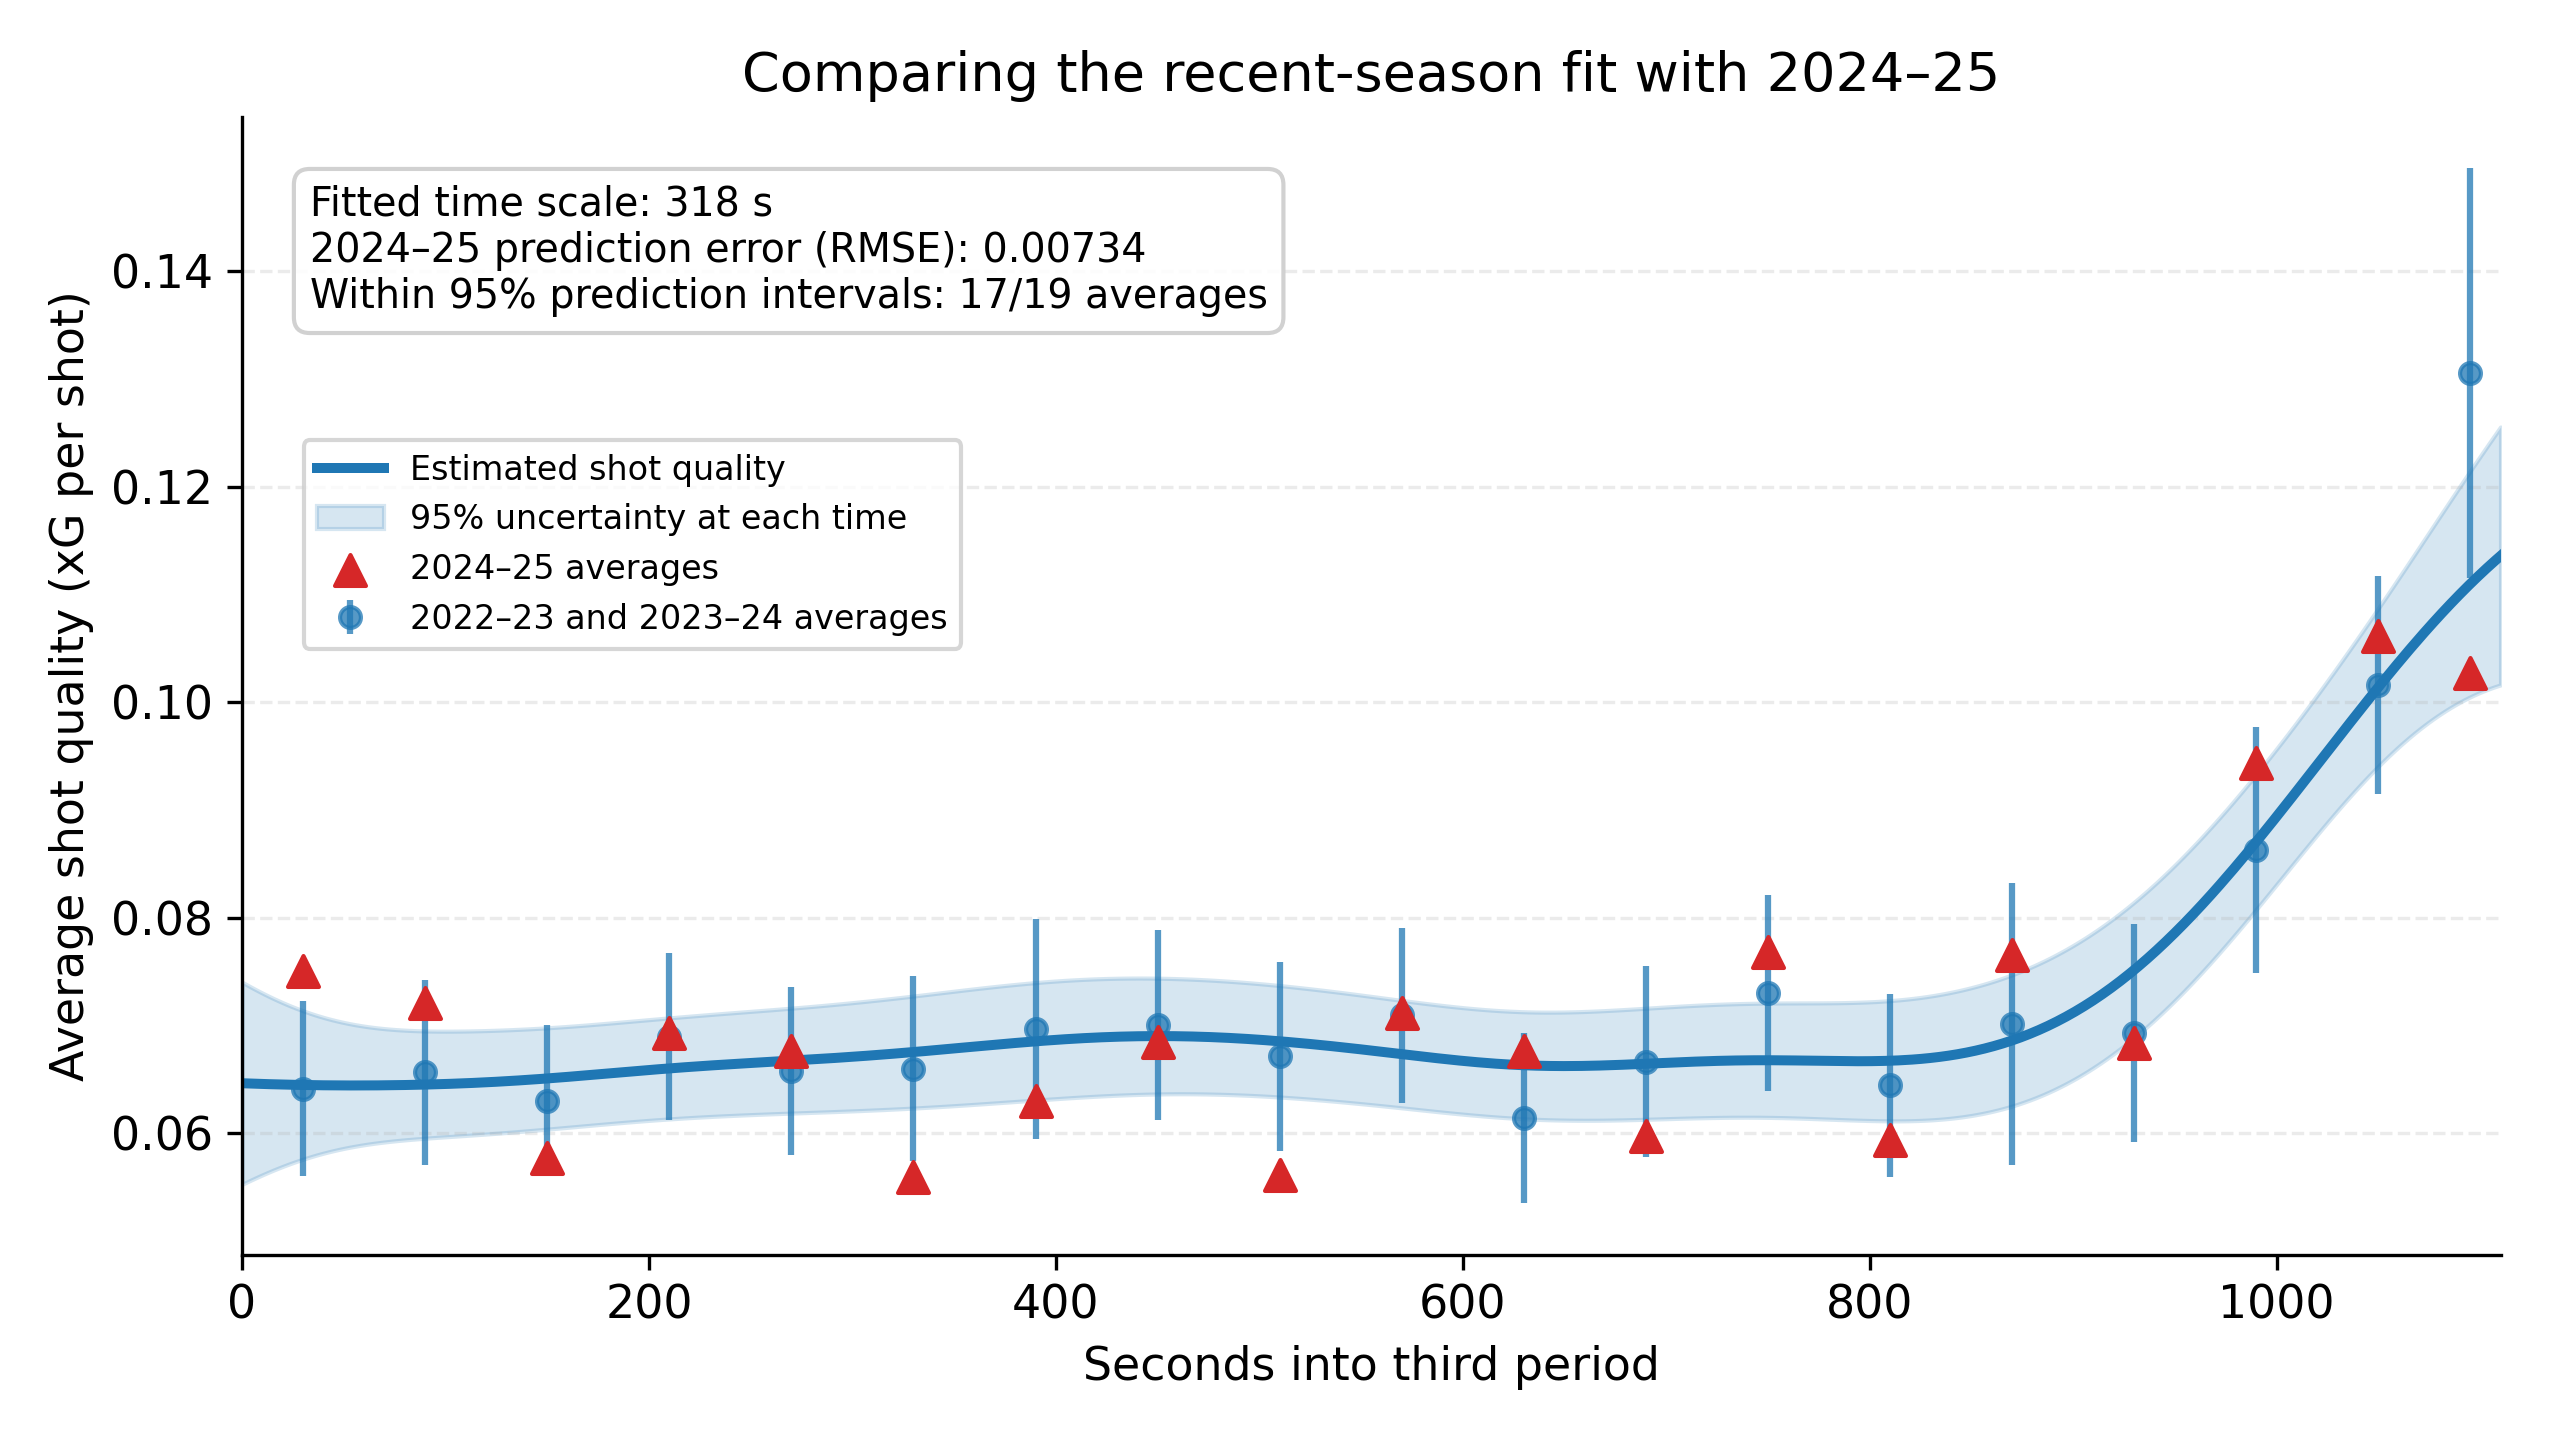 Comparing the recent-season fit with 2024–25
Fitted time scale: 318 s
2024–25 prediction error (RMSE): 0.00734
Within 95% prediction intervals: 17/19 averages
Estimated shot quality
95% uncertainty at each time
2024–25 averages
2022–23 and 2023–24 averages
Average shot quality (xG per shot)
0.14
0.12
0.10
0.08
0.06
0
200
400
600
800
1000
Seconds into third period